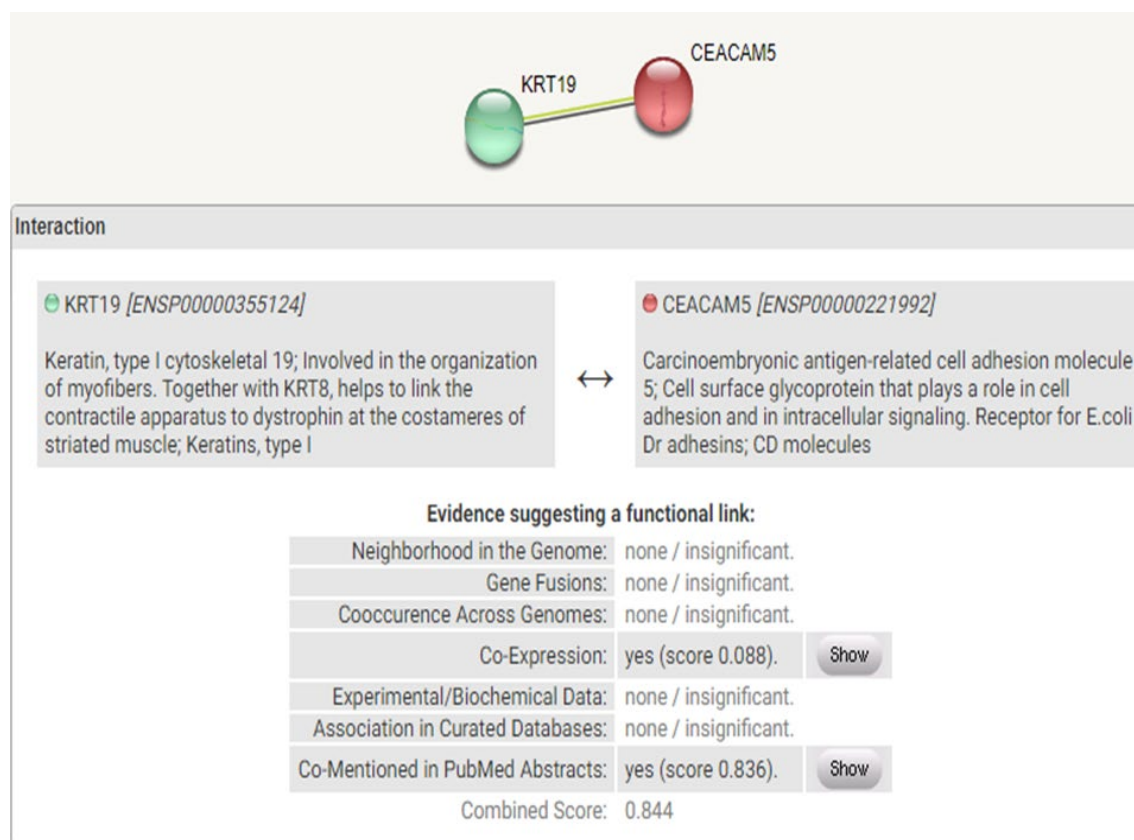 CEACAM5
KRT19
Interaction
KRT19 [ENSP00000355124]
Keratin, type I cytoskeletal 19; Involved in the organization
of myofibers. Together with KRT8, helps to link the
contractile apparatus to dystrophin at the costameres of
striated muscle; Keratins, type I
↔
CEACAM5 [ENSP00000221992]
Carcinoembryonic antigen-related cell adhesion molecule
5; Cell surface glycoprotein that plays a role in cell
adhesion and in intracellular signaling. Receptor for E.coli
Dr adhesins; CD molecules
Evidence suggesting a functional link:
Neighborhood in the Genome: none / insignificant.
Gene Fusions: none / insignificant.
Cooccurence Across Genomes: none / insignificant.
Co-Expression: yes (score 0.088). Show
Experimental/Biochemical Data: none / insignificant.
Association in Curated Databases: none / insignificant.
Co-Mentioned in PubMed Abstracts: yes (score 0.836). Show
Combined Score: 0.844